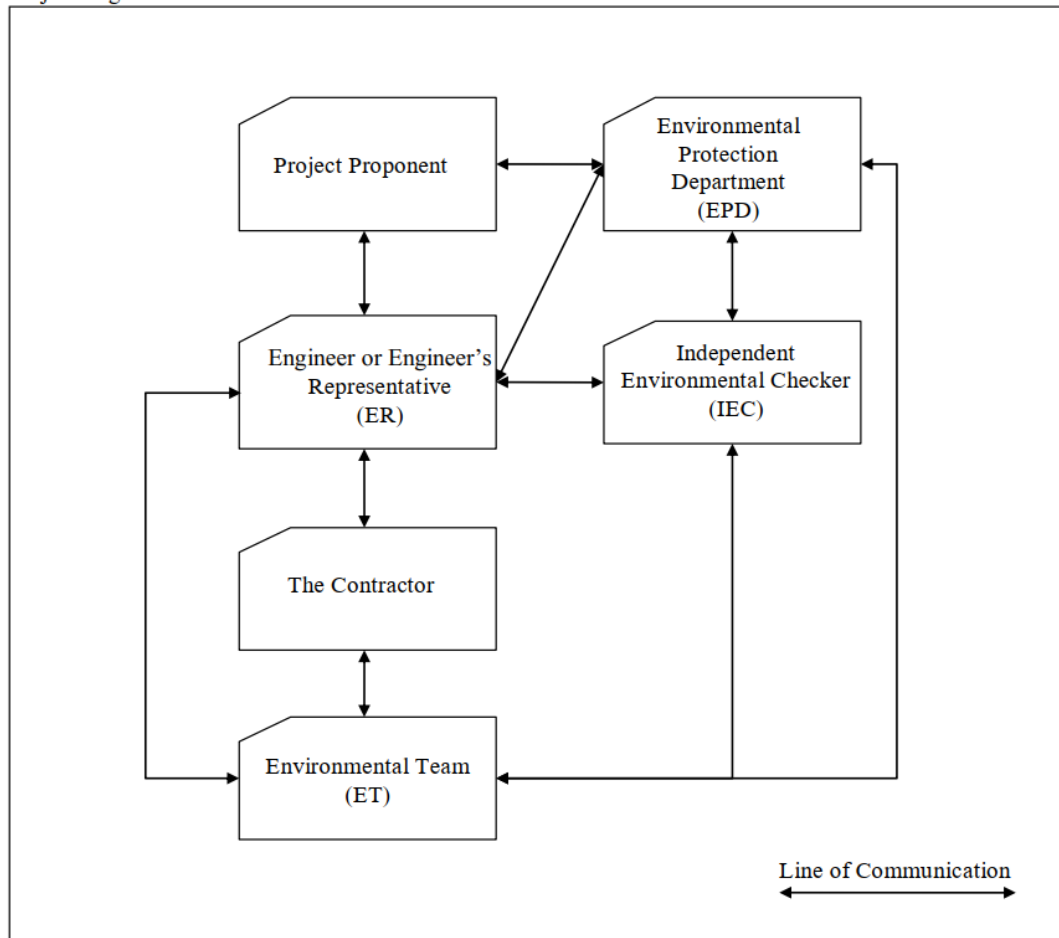 Project Proponent
Environmental
Protection
Department
(EPD)
Engineer or Engineer’s
Representative
(ER)
Independent
Environmental Checker
(IEC)
The Contractor
Environmental Team
(ET)
Line of Communication